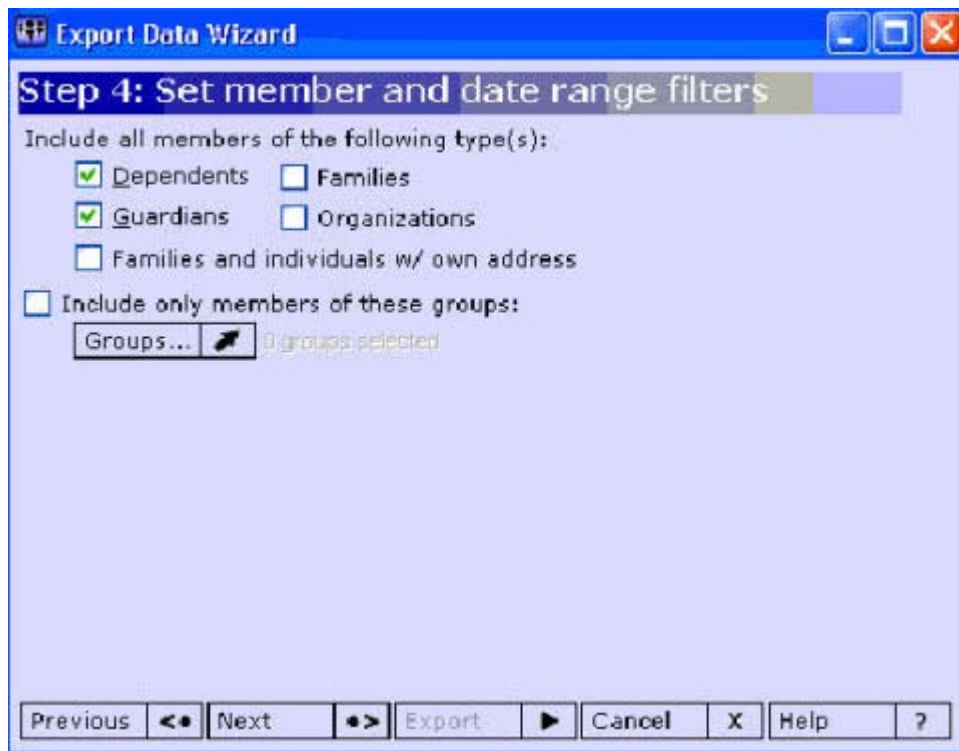 Export Data Wizard
Step 4: Set member and date range filters
Include all members of the following type(s):
Dependents Families
Guardians Organizations
Families and individuals w/ own address
Include only members of these groups:
Groups... 0 groups selected
Previous <• Next •> Export Cancel X Help ?